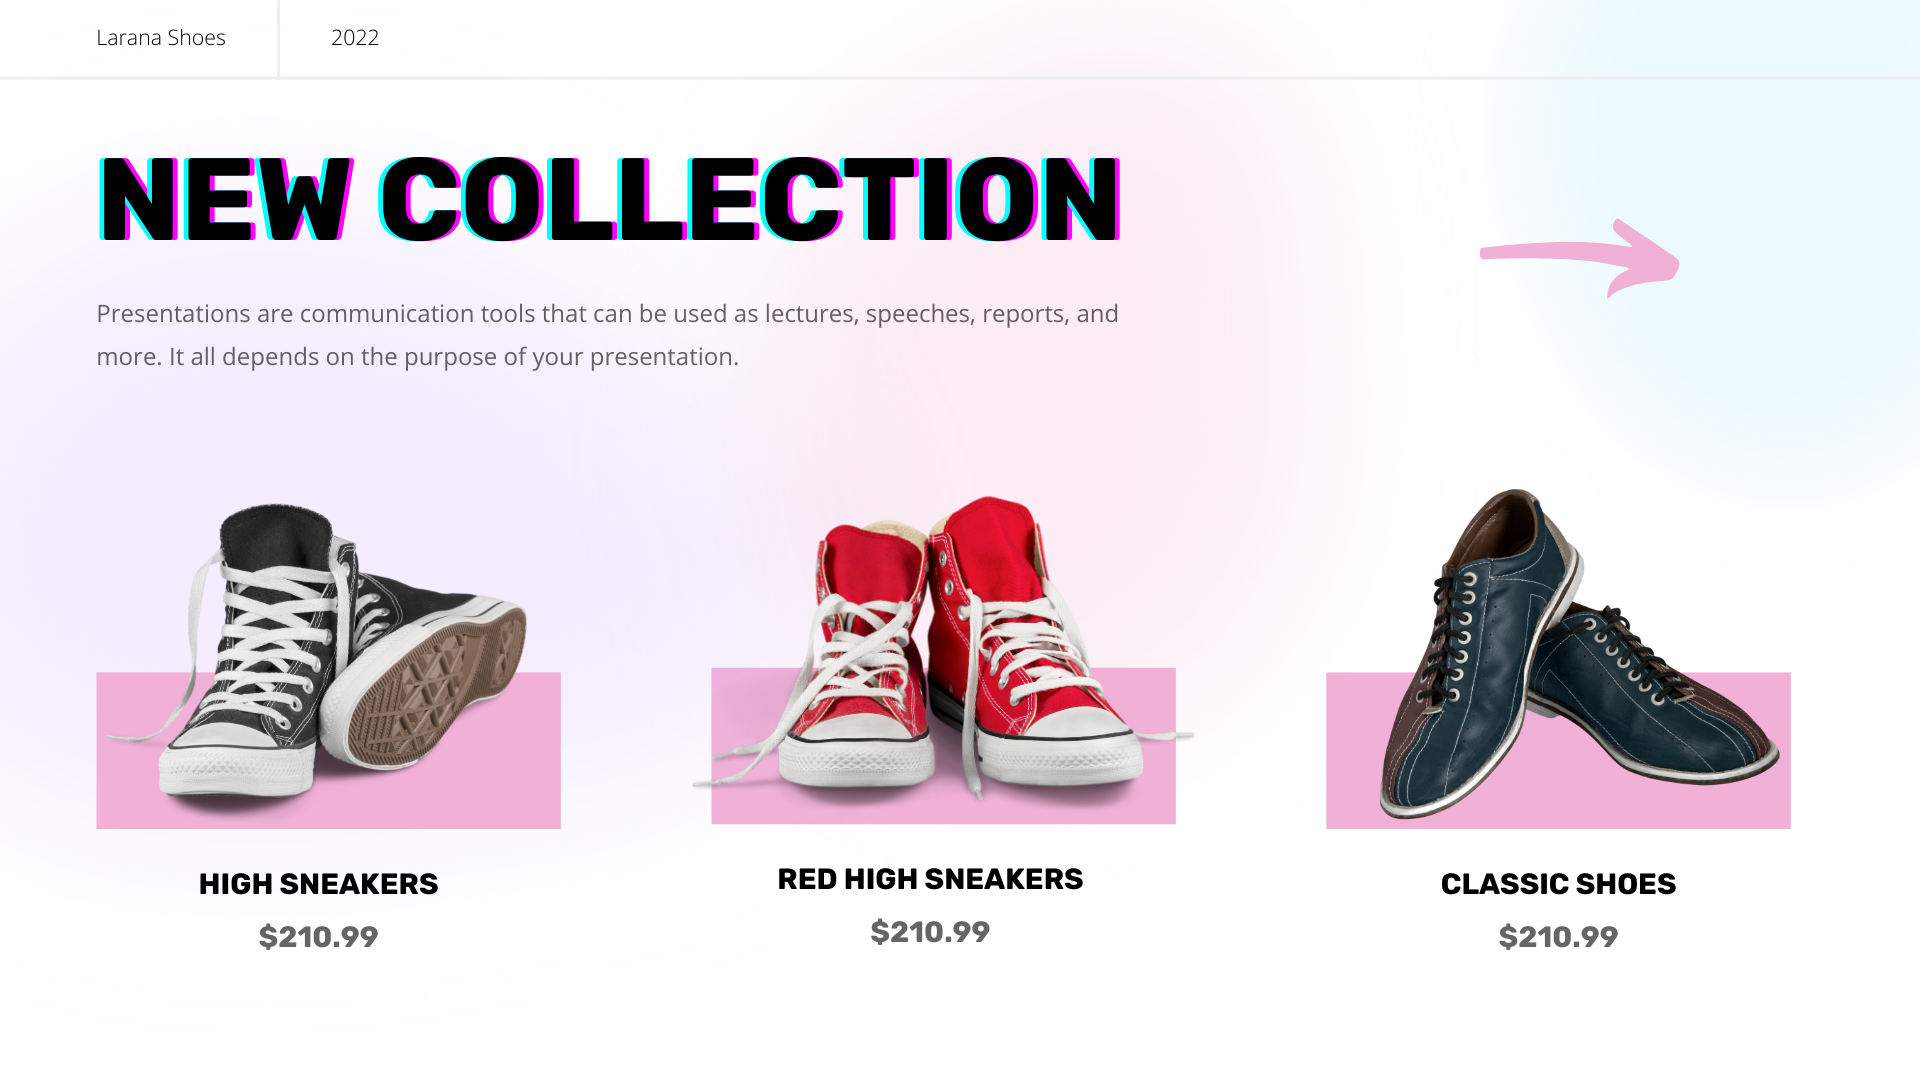 Larana Shoes
2022
NEW COLLECTION
Presentations are communication tools that can be used as lectures, speeches, reports, and
more. It all depends on the purpose of your presentation.
HIGH SNEAKERS
$210.99
RED HIGH SNEAKERS
$210.99
CLASSIC SHOES
$210.99